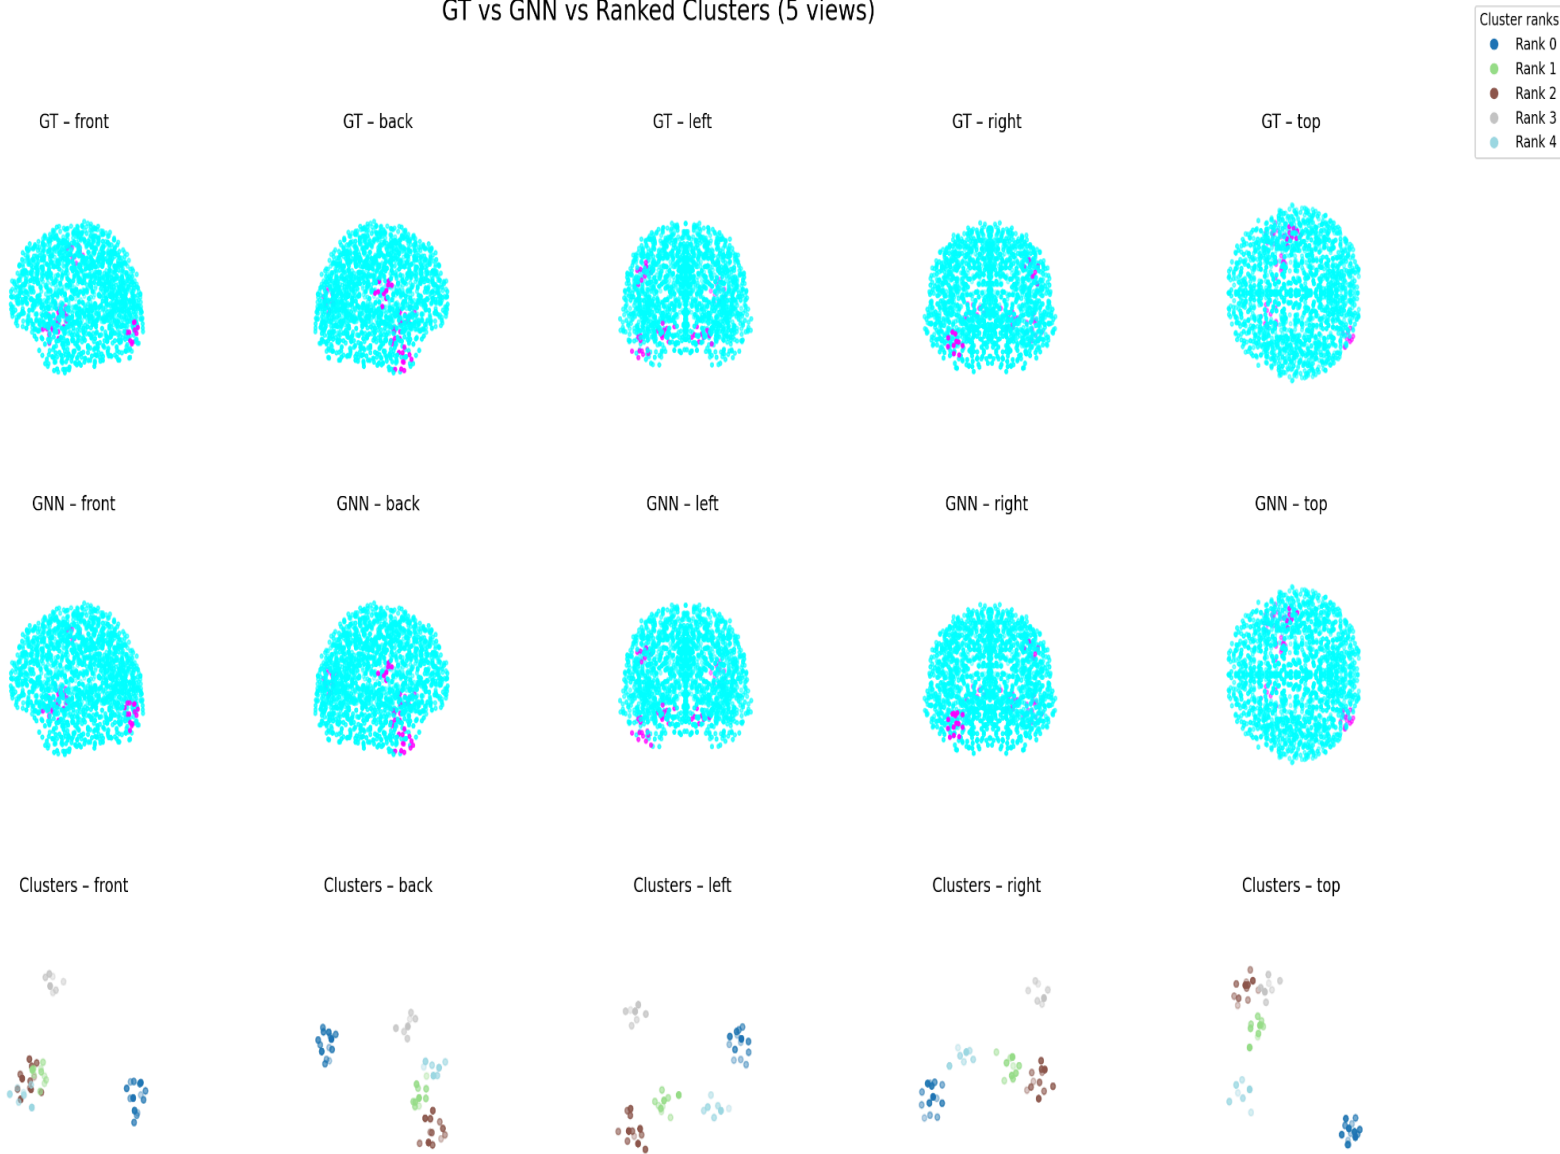 GT vs GNN vs Ranked Clusters (5 views)
Cluster ranks
Rank 0
Rank 1
Rank 2
Rank 3
Rank 4
GT – front
GT – back
GT – left
GT – right
GT – top
GNN – front
GNN – back
GNN – left
GNN – right
GNN – top
Clusters – front
Clusters – back
Clusters – left
Clusters – right
Clusters – top